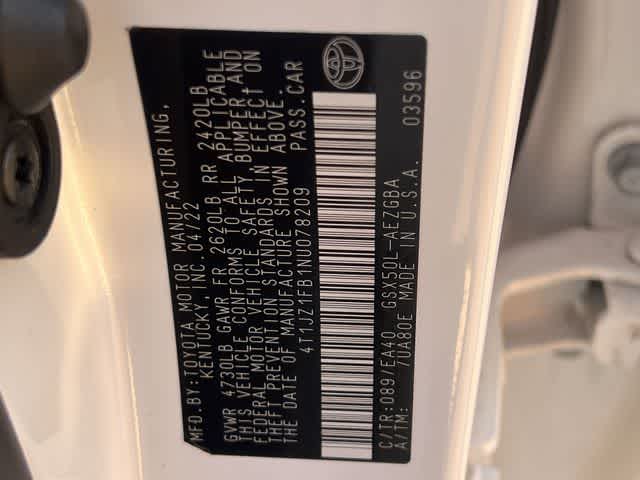 MFD.BY:TOYOTA MOTOR MANUFACTURING,
KENTUCKY, INC.04/22
GVWR 4730LB GAWR FR 2620LB RR 2420LB
THIS VEHICLE CONFORMS TO ALL APPLICABLE
FEDERAL MOTOR VEHICLE SAFETY, BUMPER AND
THEFT PREVENTION STANDARDS IN EFFECT ON
THE DATE OF MANUFACTURE SHOWN ABOVE.
4T1JZ1FB1NU078209 PASS.CAR
C/TR:089/EA40 GSX50L-AEZGBA
A/TM: /UA80E MADE IN U.S.A. 03596